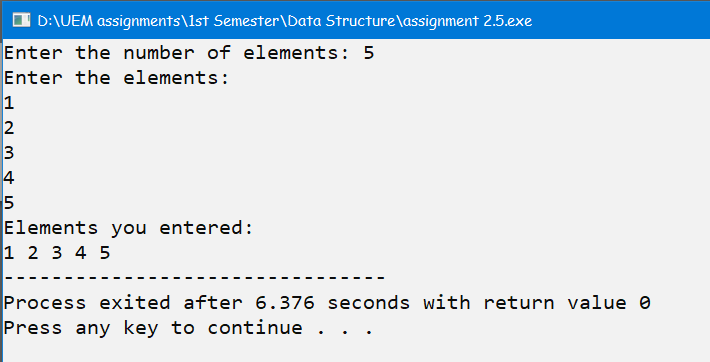 D:\UEM assignments\1st Semester\Data Structure\assignment 2.5.exe
Enter the number of elements: 5
Enter the elements:
1
2
3
4
5
Elements you entered:
1 2 3 4 5
--------------------------------
Process exited after 6.376 seconds with return value 0
Press any key to continue . . .